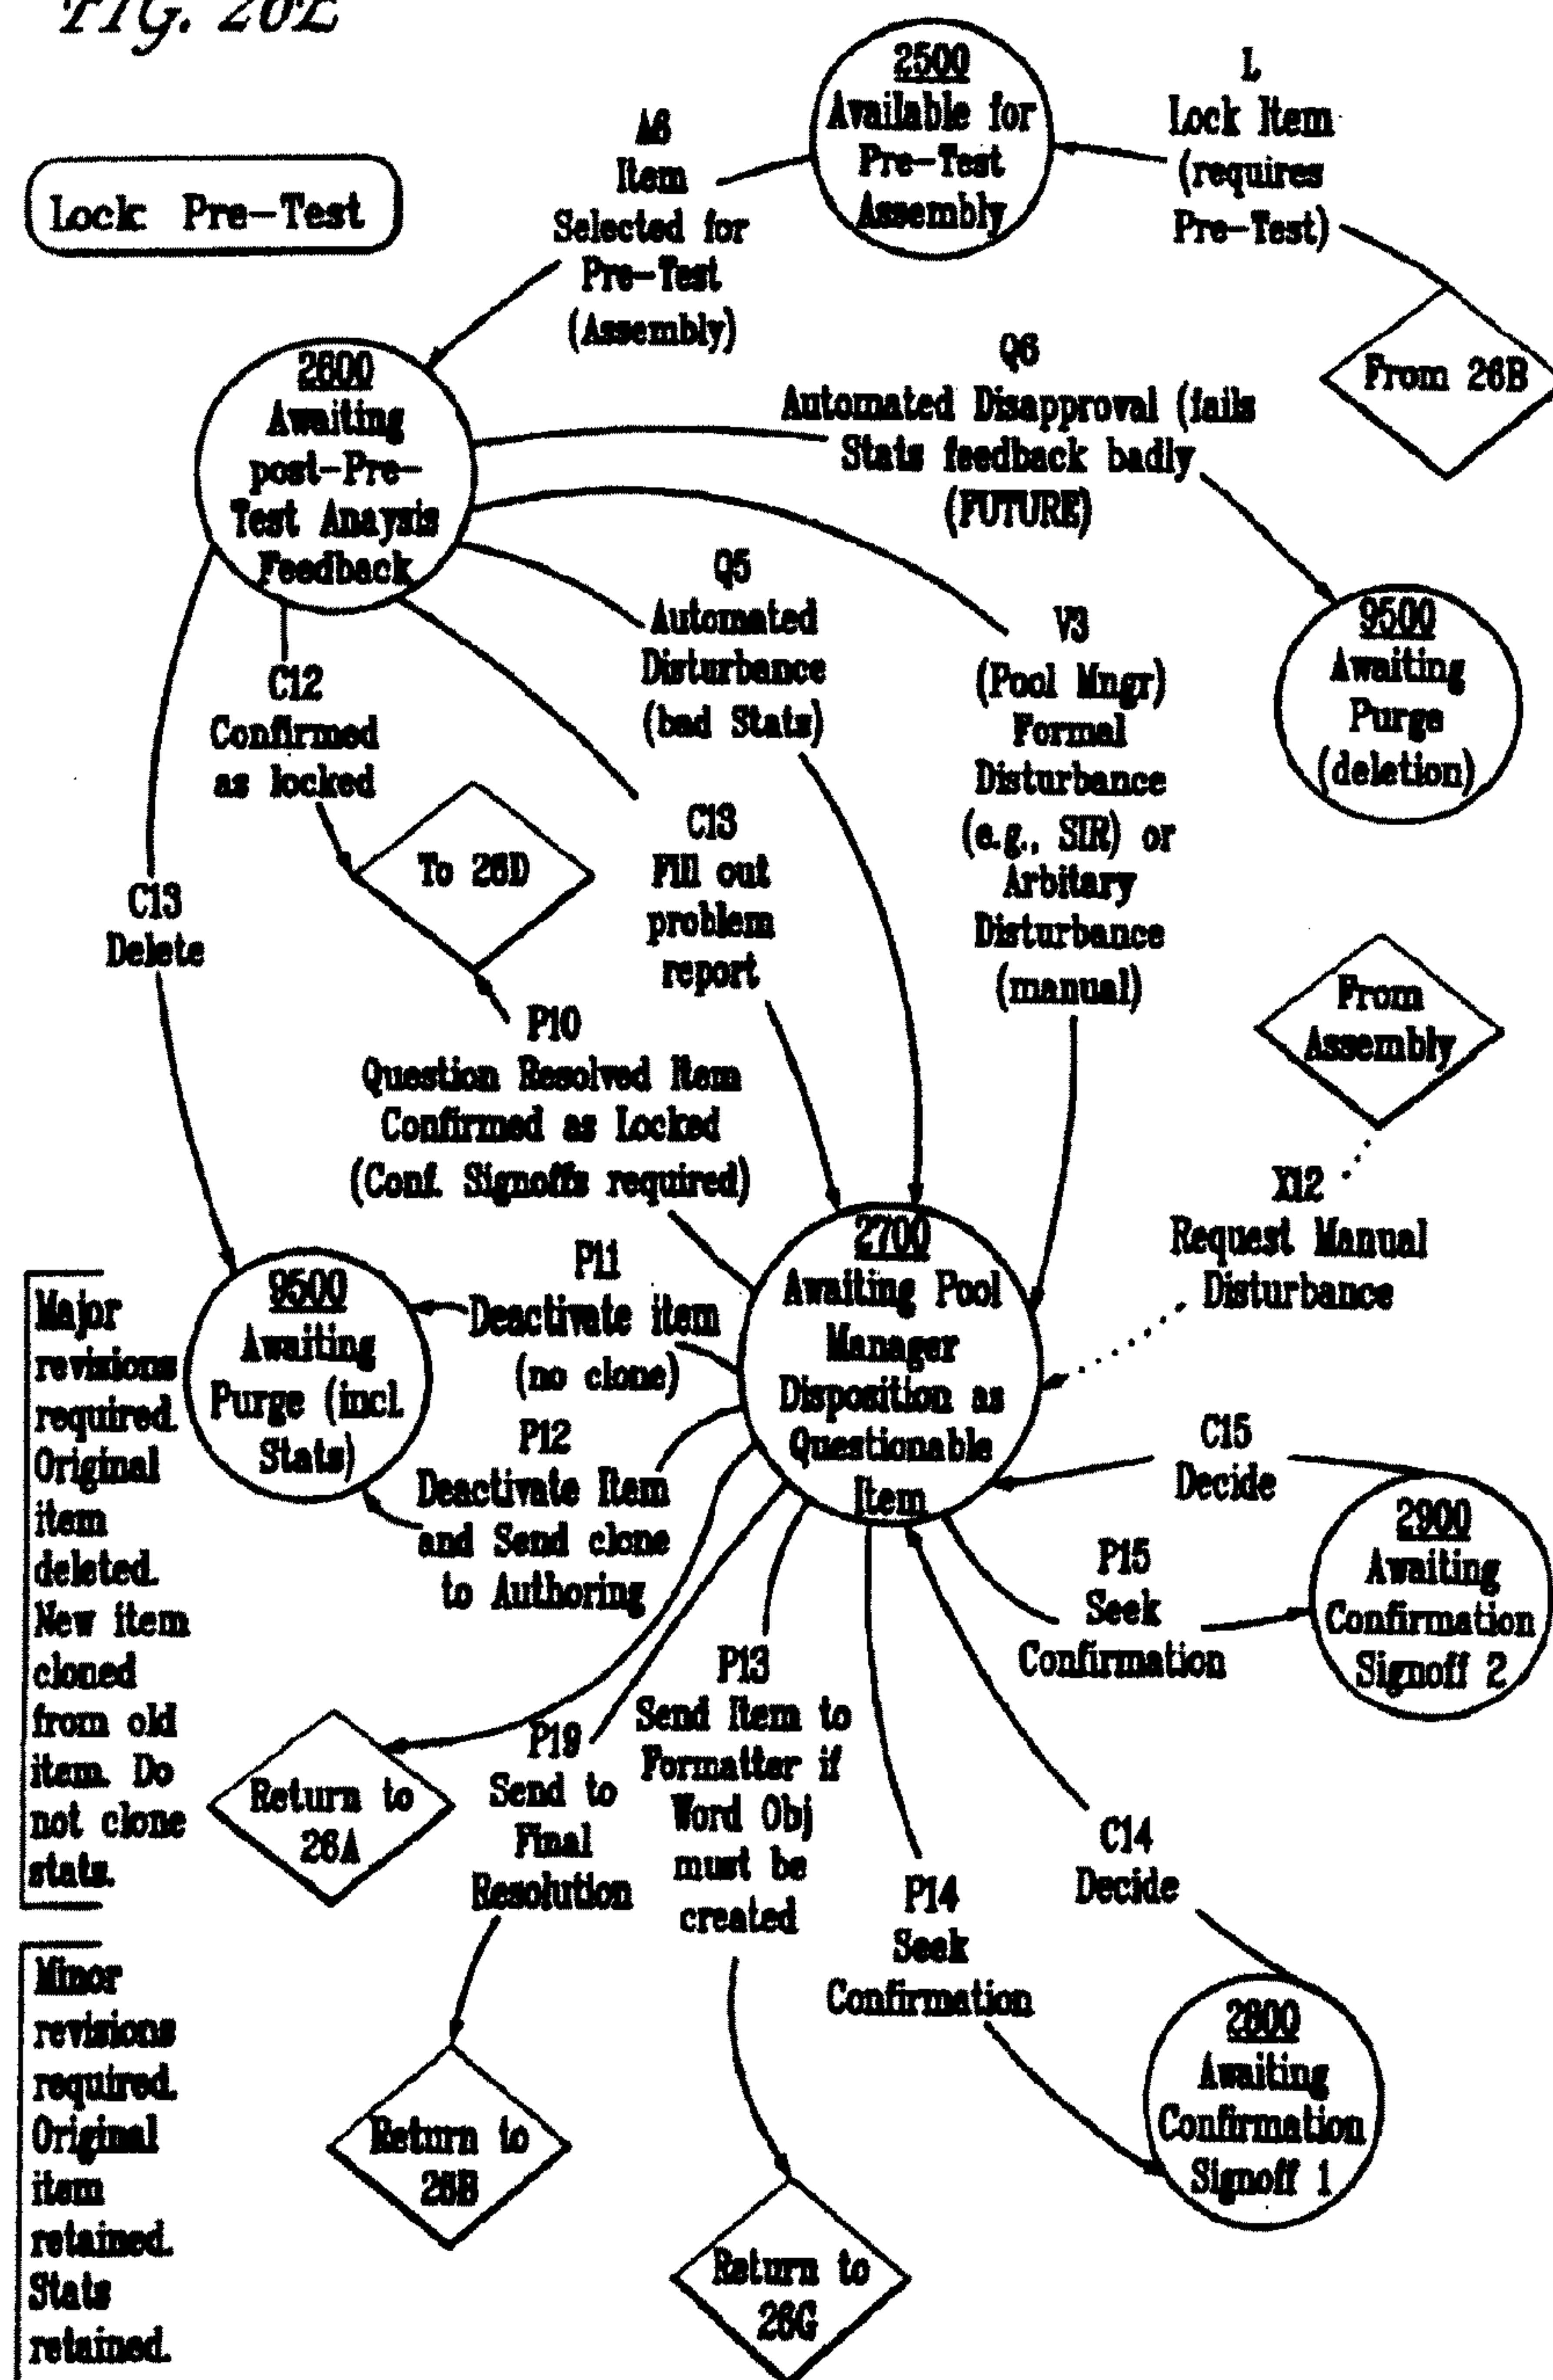 FIG. 26E
Lock Pre-Test
2500
Available for
Pre-Test
Assembly
L
Lock Item
(requires
Pre-Test)
From 26B
A6
Item
Selected for
Pre-Test
(Assembly)
2600
Awaiting
post-Pre-
Test Anaysis
Feedback
Q6
Automated Disapproval (fails
Stats feedback badly
(FUTURE)
9500
Awaiting
Purge
(deletion)
Q5
Automated
Disturbance
(bad Stats)
V3
(Pool Mngr)
Formal
Disturbance
(e.g., SIR) or
Arbitary
Disturbance
(manual)
C12
Confirmed
as locked
To 26D
C13
Fill out
problem
report
C13
Delete
From
Assembly
P10
Question Resolved Item
Confirmed as Locked
(Conf. Signoffs required)
X12
Request Manual
Disturbance
2700
Awaiting Pool
Manager
Disposition as
Questionable
Item
P11
Deactivate item
(no clone)
9500
Awaiting
Purge (incl.
Stats)
P12
Deactivate Item
and Send clone
to Authoring
C15
Decide
2900
Awaiting
Confirmation
Signoff 2
P15
Seek
Confirmation
Major
revisions
required.
Original
item
deleted.
New item
cloned
from old
item. Do
not clone
stats.
Return to
26A
P19
Send to
Final
Resolution
P13
Send Item to
Formatter if
Word Obj
must be
created
P14
Seek
Confirmation
C14
Decide
2800
Awaiting
Confirmation
Signoff 1
Minor
revisions
required.
Original
item
retained.
Stats
retained.
Return to
26B
Return to
26G